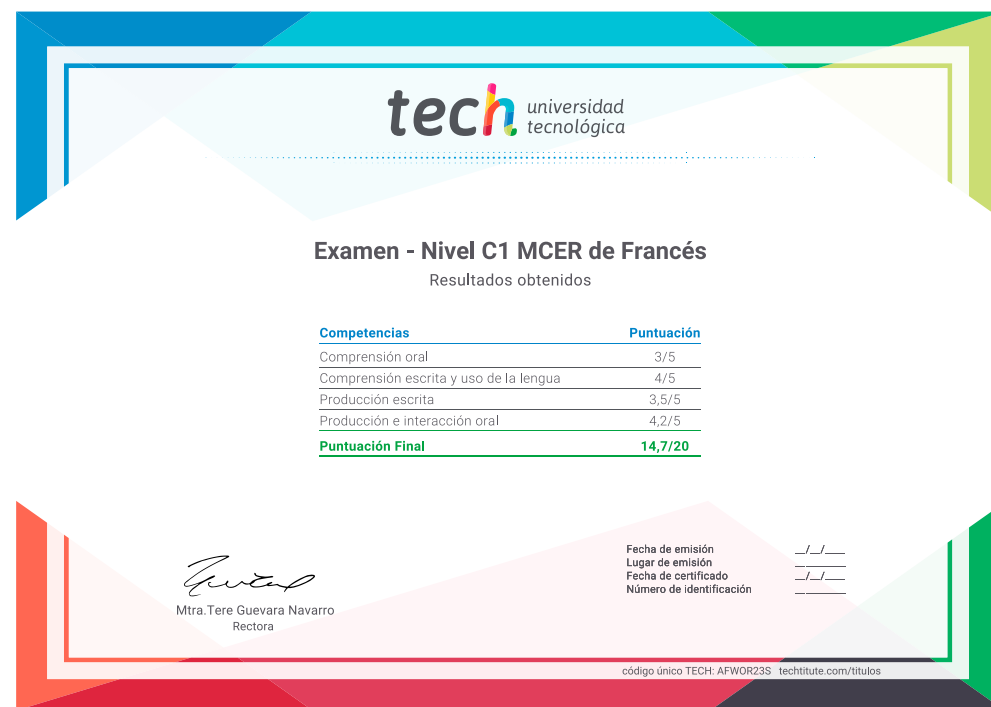 tech universidad
tecnológica
Examen - Nivel C1 MCER de Francés
Resultados obtenidos
Competencias Puntuación
Comprensión oral 3/5
Comprensión escrita y uso de la lengua 4/5
Producción escrita 3,5/5
Producción e interacción oral 4,2/5
Puntuación Final 14,7/20
Mtra.Tere Guevara Navarro
Rectora
Fecha de emisión __/__/____
Lugar de emisión __ ________
Fecha de certificado __/__/____
Número de identificación __ ________
código único TECH: AFWOR23S techtitute.com/titulos